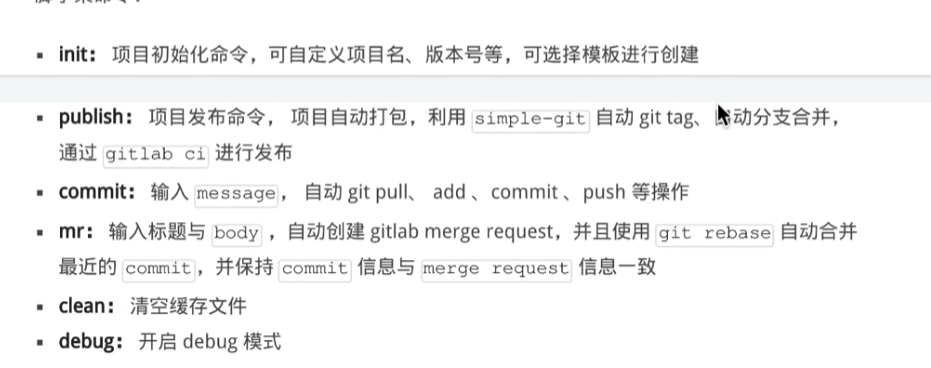 init： 项目初始化命令，可自定义项目名、版本号等，可选择模板进行创建
publish： 项目发布命令， 项目自动打包，利用 simple-git 自动 git tag、 动分支合并，
通过 gitlab ci 进行发布
commit： 输入 message， 自动 git pull、 add 、commit 、push 等操作
mr： 输入标题与 body ，自动创建 gitlab merge request，并且使用 git rebase 自动合并
最近的 commit，并保持 commit 信息与 merge request 信息一致
clean： 清空缓存文件
debug： 开启 debug 模式